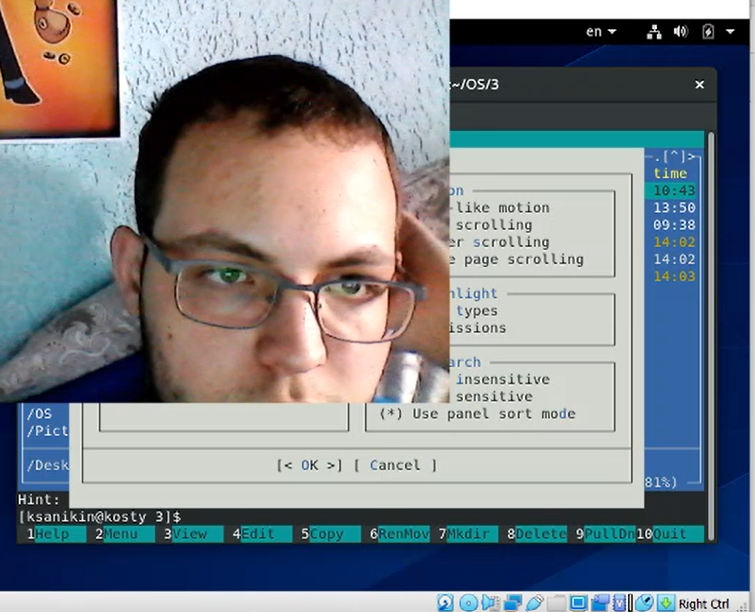 en
:~/OS/3
.[^]>
time
on
10:43
-like motion
13:50
scrolling
09:38
er scrolling
14:02
e page scrolling
14:02
14:03
hlight
types
issions
arch
insensitive
sensitive
/OS
(*) Use panel sort mode
/Pict
/Desk
[< OK >] [ Cancel ]
81%)
Hint:
[ksanikin@kosty 3]$
1Help 2Menu 3View 4Edit 5Copy 6RenMov 7Mkdir 8Delete 9PullDn 10Quit
Right Ctrl